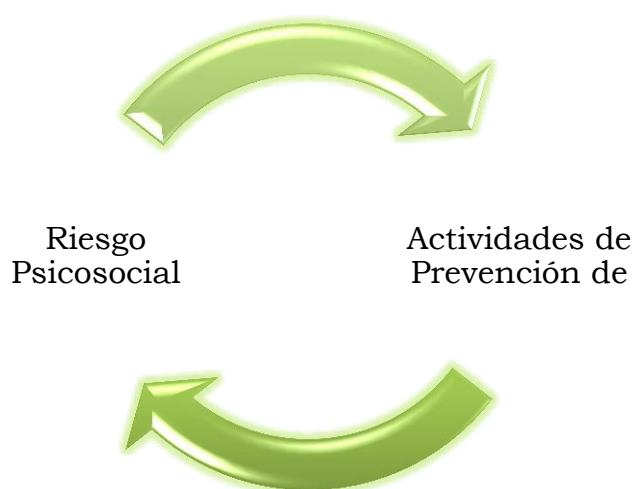 Riesgo
Psicosocial
Actividades de
Prevención de